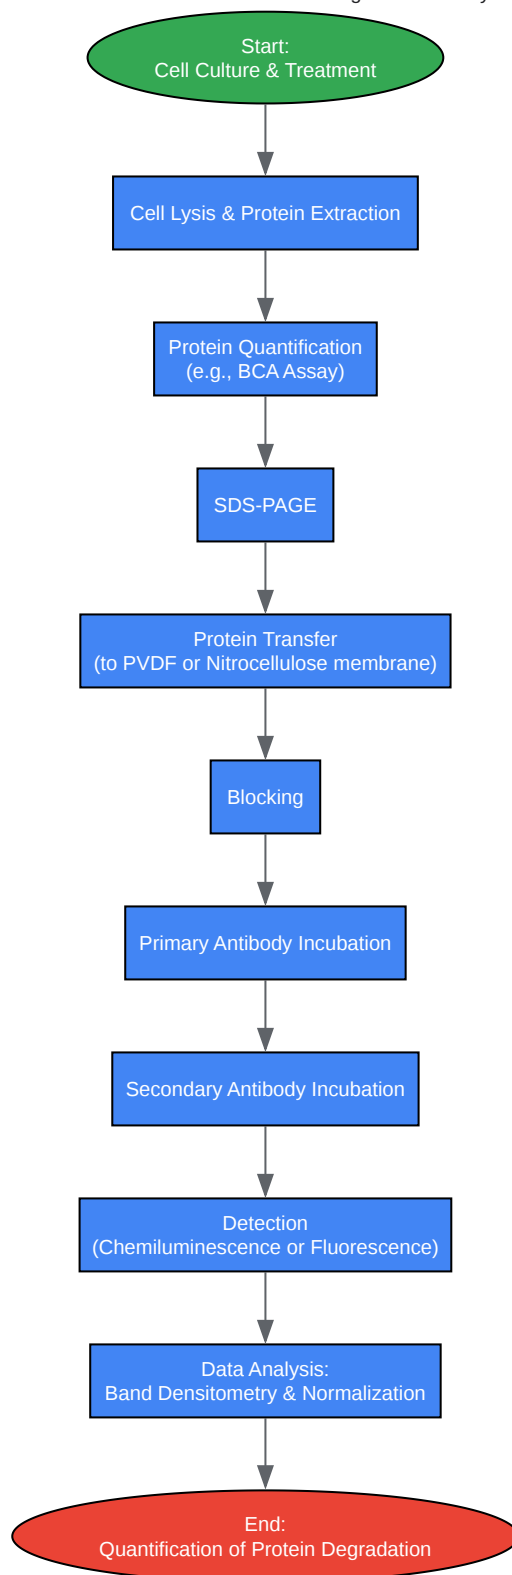 Start:
Cell Culture & Treatment
Cell Lysis & Protein Extraction
Protein Quantification
(e.g., BCA Assay)
SDS-PAGE
Protein Transfer
(to PVDF or Nitrocellulose membrane)
Blocking
Primary Antibody Incubation
Secondary Antibody Incubation
Detection
(Chemiluminescence or Fluorescence)
Data Analysis:
Band Densitometry & Normalization
End:
Quantification of Protein Degradation